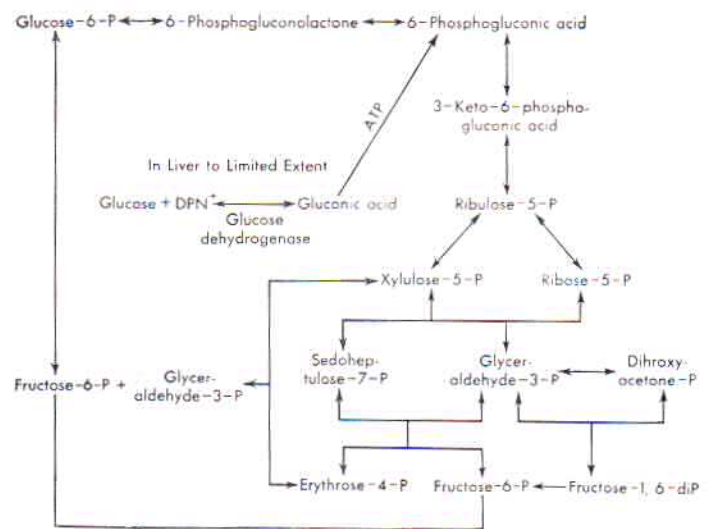 Glucose-6-P 6-Phosphogluconolactone 6-Phosphogluconic acid
3-Keto-6-phospho-
gluconic acid
ATP
In Liver to Limited Extent
Glucose + DPN+ Gluconic acid
Glucose
dehydrogenase
Ribulose-5-P
Xylulose-5-P Ribose-5-P
Sedohep-
tulose-7-P
Glycer-
aldehyde-3-P
Dihroxy-
acetone-P
Fructose-6-P +
Glycer-
aldehyde-3-P
Erythrose-4-P Fructose-6-P Fructose-1, 6-diP